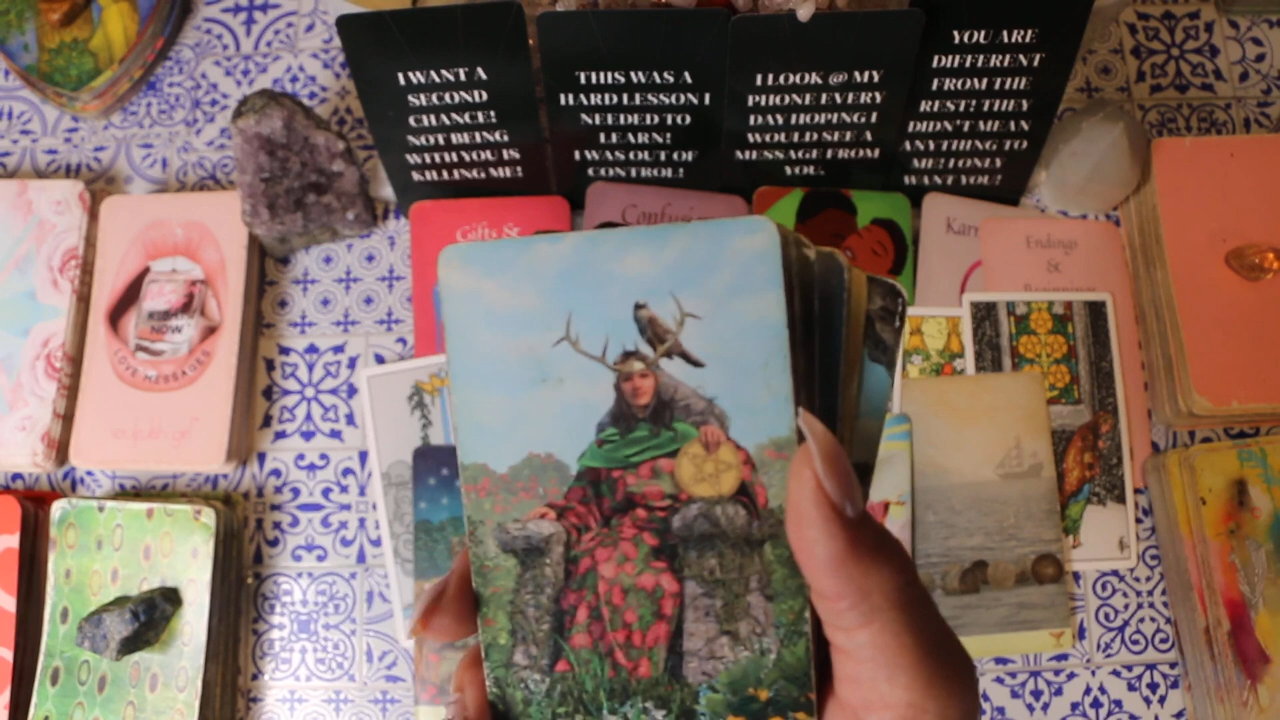 I WANT A
SECOND
CHANCE!
NOT BEING
WITH YOU IS
KILLING ME!
THIS WAS A
HARD LESSON I
NEEDED TO
LEARN!
I WAS OUT OF
CONTROL!
I LOOK @ MY
PHONE EVERY
DAY HOPING I
WOULD SEE A
MESSAGE FROM
YOU.
YOU ARE
DIFFERENT
FROM THE
REST! THEY
DIDN'T MEAN
ANYTHING TO
ME! I ONLY
WANT YOU!
Gifts &
Endings
&
NOW
LOVE MESSAGES